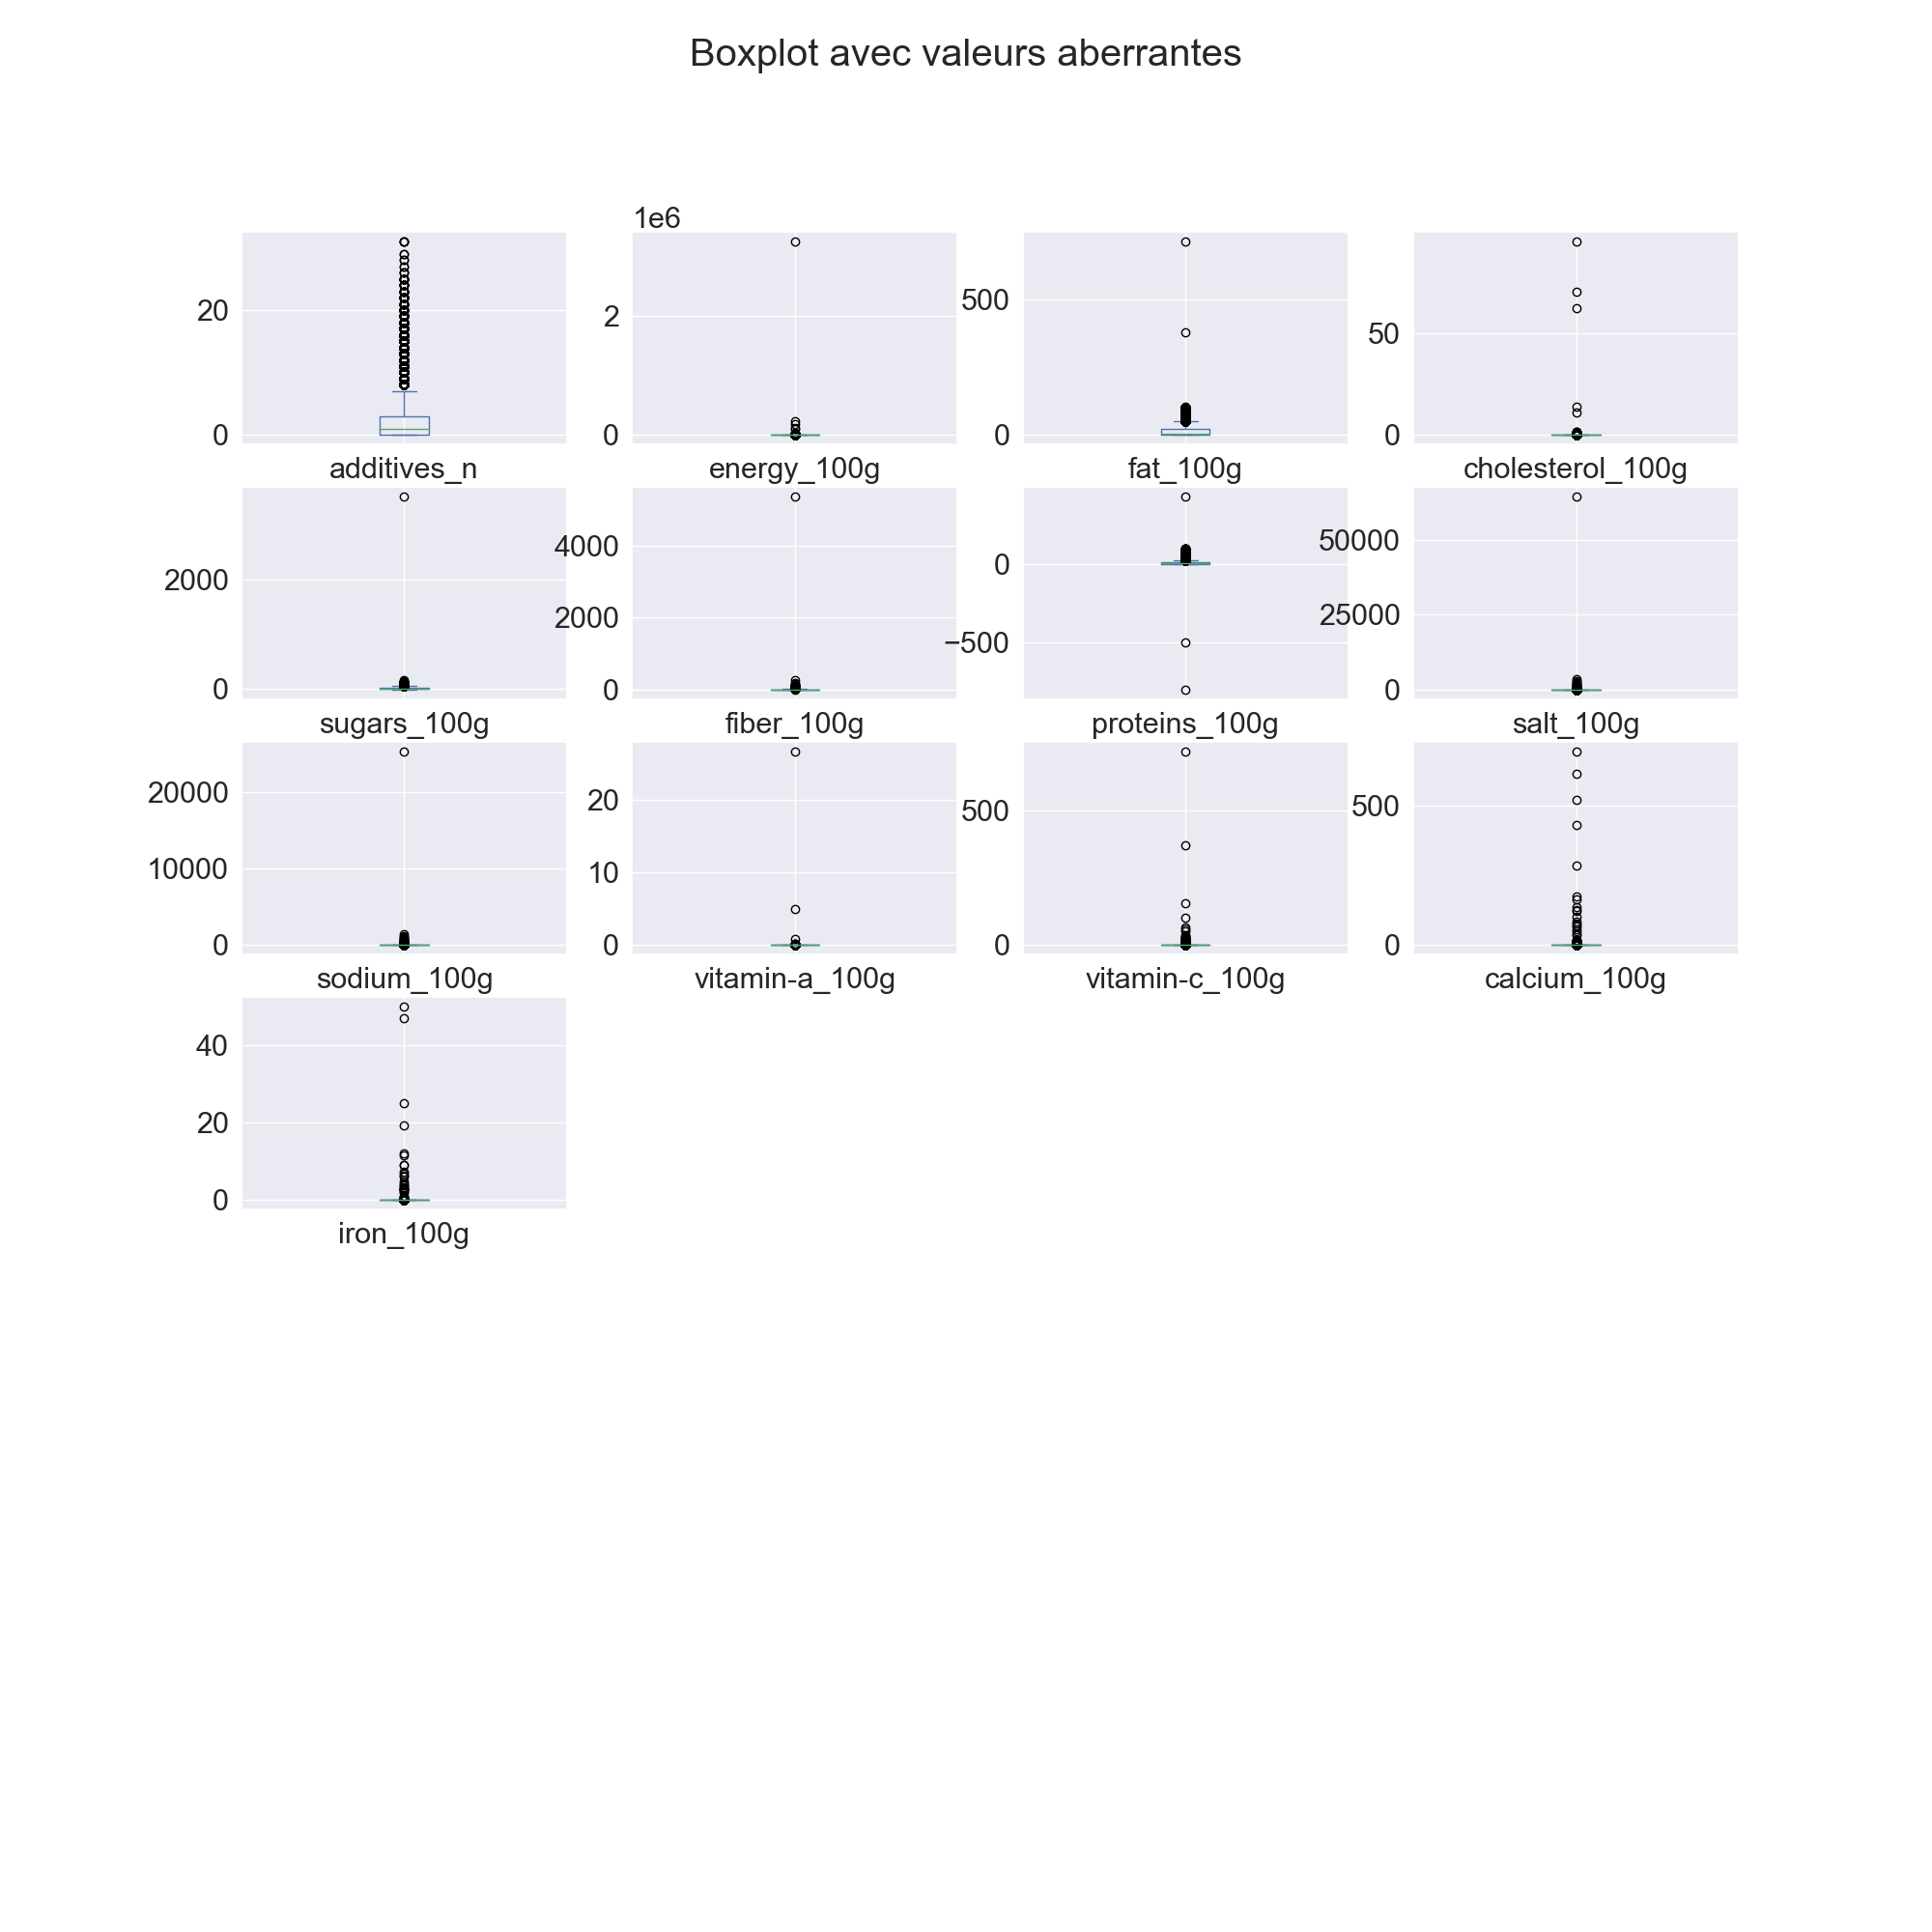 Boxplot avec valeurs aberrantes
1e6
20
0
additives_n
2
0
energy_100g
500
0
fat_100g
50
0
cholesterol_100g
2000
0
sugars_100g
4000
2000
0
fiber_100g
0
−500
proteins_100g
50000
25000
0
salt_100g
20000
10000
0
sodium_100g
20
10
0
vitamin-a_100g
500
0
vitamin-c_100g
500
0
calcium_100g
40
20
0
iron_100g